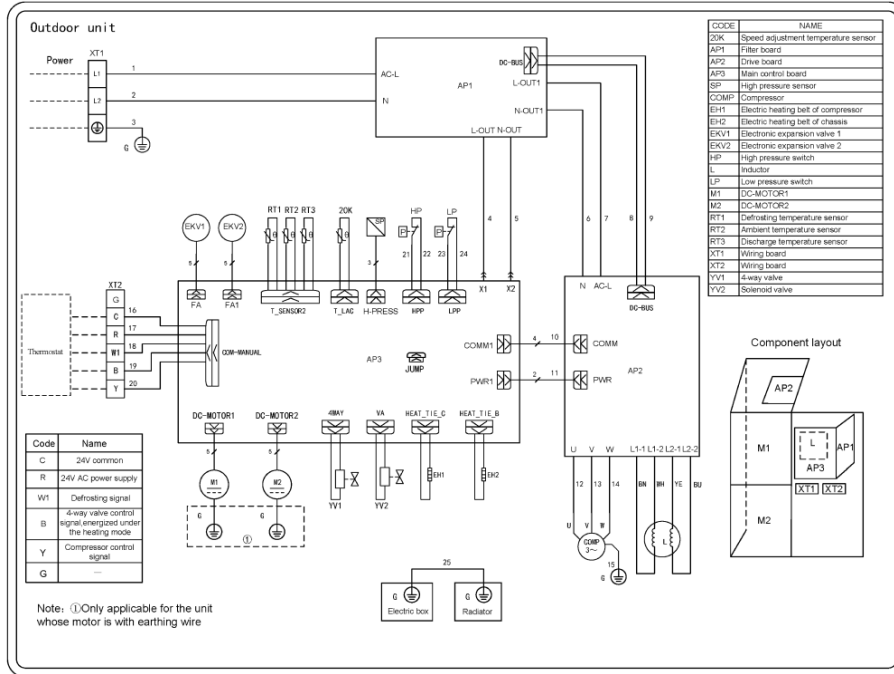 Outdoor unit
Power
XT1
L1
L2
1
2
3
G
AC-L
N
AP1
DC-BUS
L-OUT1
N-OUT1
L-OUT N-OUT
4
5
6
7
8
9
CODE NAME
20K Speed adjustment temperature sensor
AP1 Filter board
AP2 Drive board
AP3 Main control board
SP High pressure sensor
COMP Compressor
EH1 Electric heating belt of compressor
EH2 Electric heating belt of chassis
EKV1 Electronic expansion valve 1
EKV2 Electronic expansion valve 2
HP High pressure switch
L Inductor
LP Low pressure switch
M1 DC-MOTOR1
M2 DC-MOTOR2
RT1 Defrosting temperature sensor
RT2 Ambient temperature sensor
RT3 Discharge temperature sensor
XT1 Wiring board
XT2 Wiring board
YV1 4-way valve
YV2 Solenoid valve
EKV1
EKV2
RT1 RT2 RT3
20K
SP
HP
LP
θ θ θ θ
P
P
5
5
3
21
22
23
24
FA
FA1
T_SENSOR2
T_LAC
H-PRESS
HPP
LPP
X1
X2
N AC-L
DC-BUS
XT2
G
C
R
W1
B
Y
16
17
18
19
20
Thermostat
COM-MANUAL
AP3
JUMP
COMM1
4
10
COMM
PWR1
2
11
PWR
AP2
DC-MOTOR1
DC-MOTOR2
4WAY
VA
HEAT_TIE_C
HEAT_TIE_B
5
5
M1
M2
G
G
①
YV1
YV2
EH1
EH2
U V W L1-1 L1-2 L2-1 L2-2
12
13
14
BN
WH
YE
BU
U
V
W
COMP
3~
L
15
G
Component layout
AP2
M1
L
AP3
AP1
XT1 XT2
M2
Code Name
C 24V common
R 24V AC power supply
W1 Defrosting signal
B 4-way valve control
signal,energized under
the heating mode
Y Compressor control
signal
G —
25
G
Electric box
G
Radiator
Note: ①Only applicable for the unit
whose motor is with earthing wire